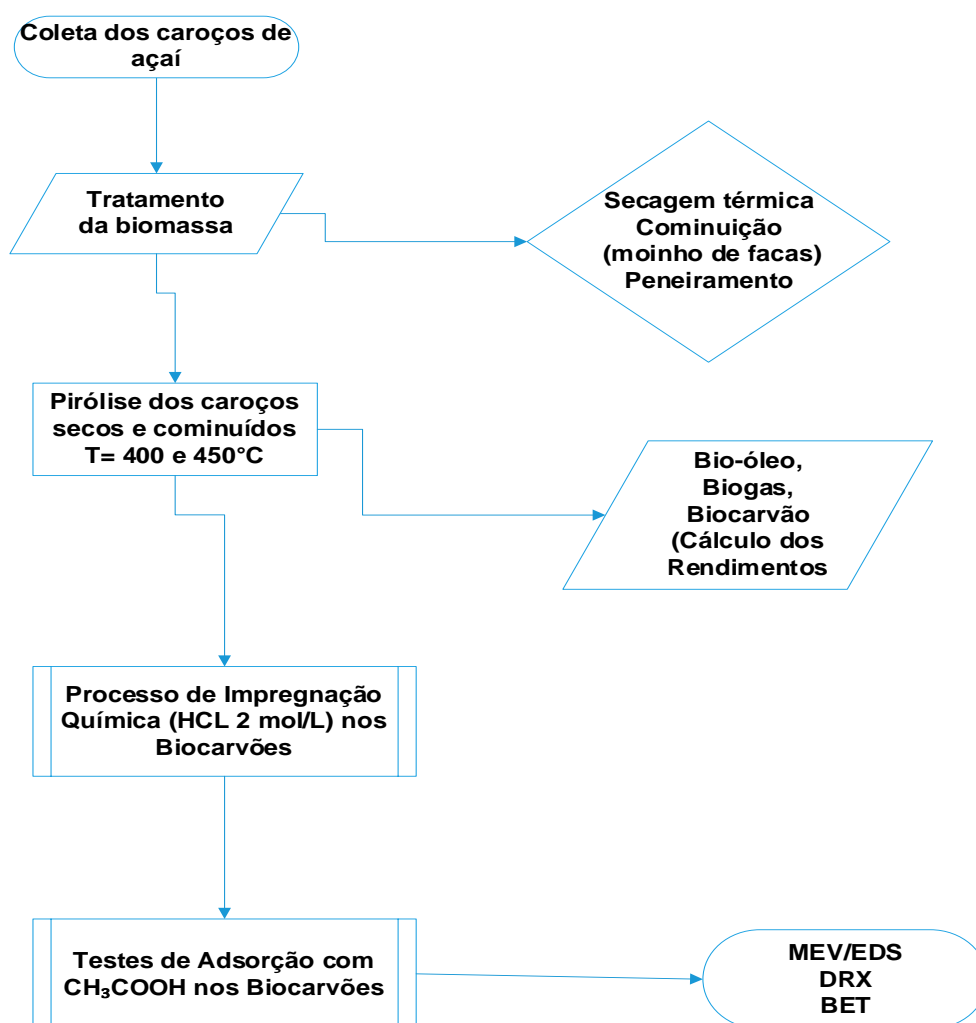 Coleta dos caroços de
açaí
Tratamento
da biomassa
Secagem térmica
Cominuição
(moinho de facas)
Peneiramento
Pirólise dos caroços
secos e cominuídos
T= 400 e 450°C
Bio-óleo,
Biogas,
Biocarvão
(Cálculo dos
Rendimentos
Processo de Impregnação
Química (HCL 2 mol/L) nos
Biocarvões
Testes de Adsorção com
CH₃COOH nos Biocarvões
MEV/EDS
DRX
BET